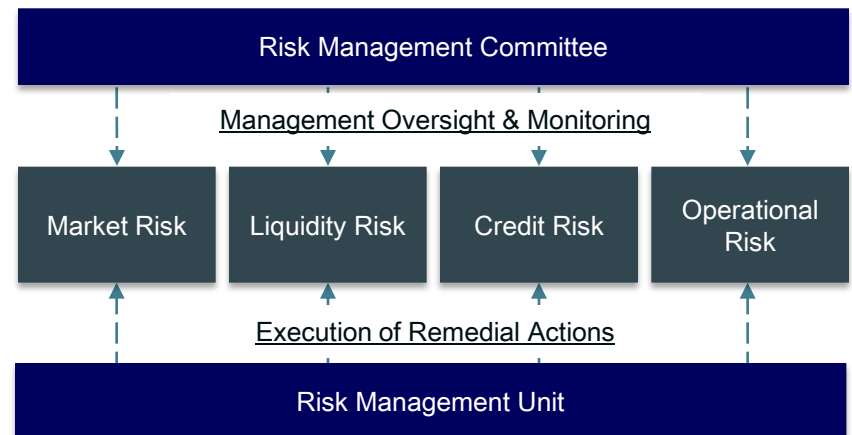 Risk Management Committee
Management Oversight & Monitoring
Market Risk
Liquidity Risk
Credit Risk
Operational
Risk
Execution of Remedial Actions
Risk Management Unit